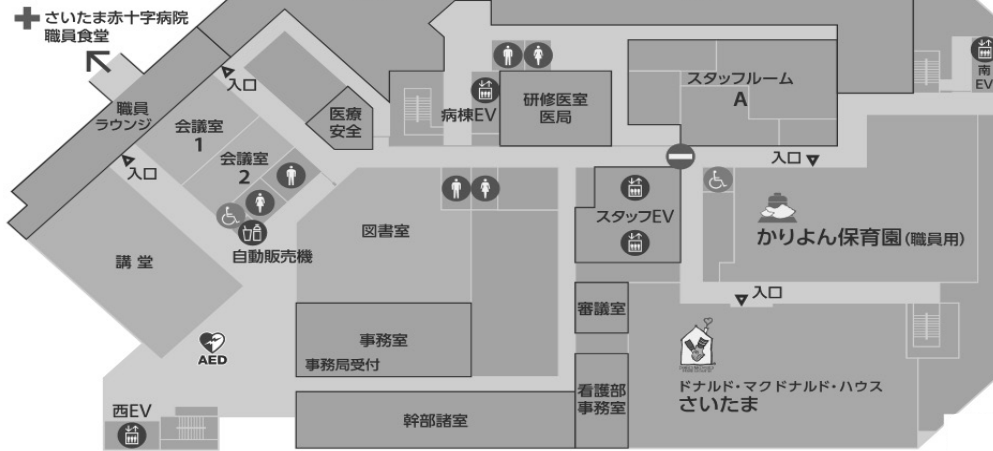 さいたま赤十字病院
職員食堂
職員
ラウンジ
入口
会議室
1
会議室
2
入口
医療
安全
病棟EV
研修医室
医局
スタッフルーム
A
南
EV
入口
スタッフEV
かりよん保育園(職員用)
図書室
自動販売機
講堂
入口
審議室
事務室
事務局受付
AED
ドナルド・マクドナルド・ハウス
さいたま
看護部
事務室
幹部諸室
西EV